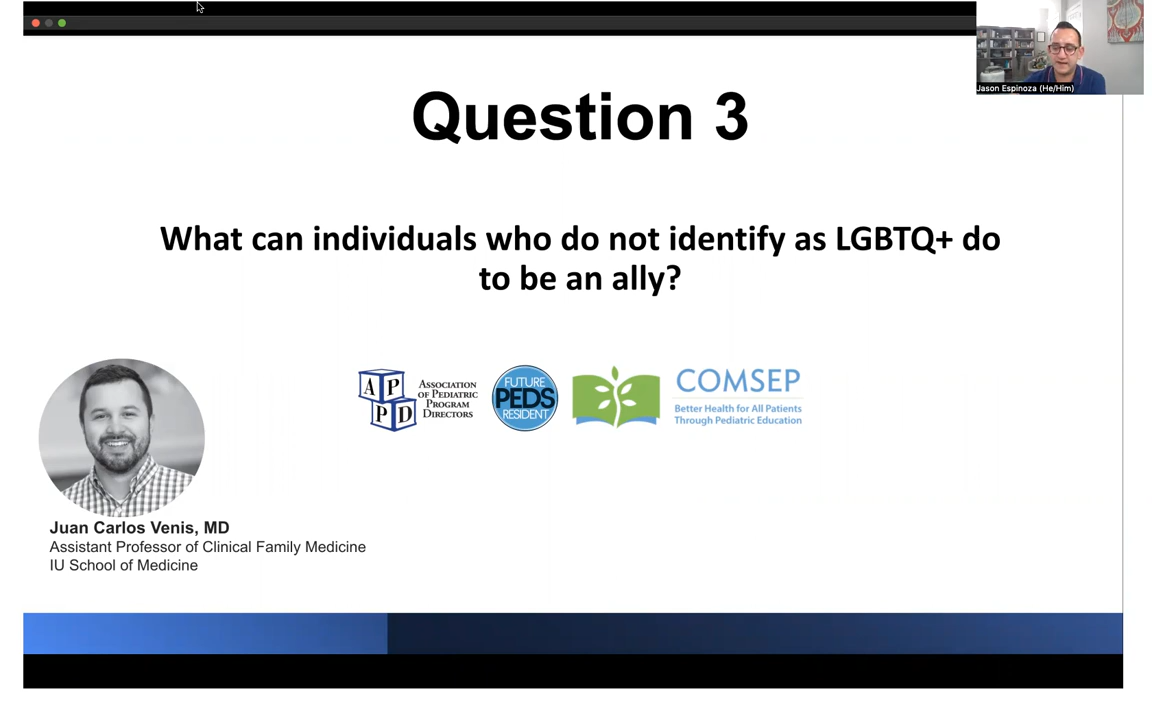 Jason Espinoza (He/Him)
Question 3
What can individuals who do not identify as LGBTQ+ do
to be an ally?
A P
P D
ASSOCIATION
OF PEDIATRIC
PROGRAM
DIRECTORS
FUTURE
PEDS
RESIDENT
COMSEP
Better Health for All Patients
Through Pediatric Education
Juan Carlos Venis, MD
Assistant Professor of Clinical Family Medicine
IU School of Medicine